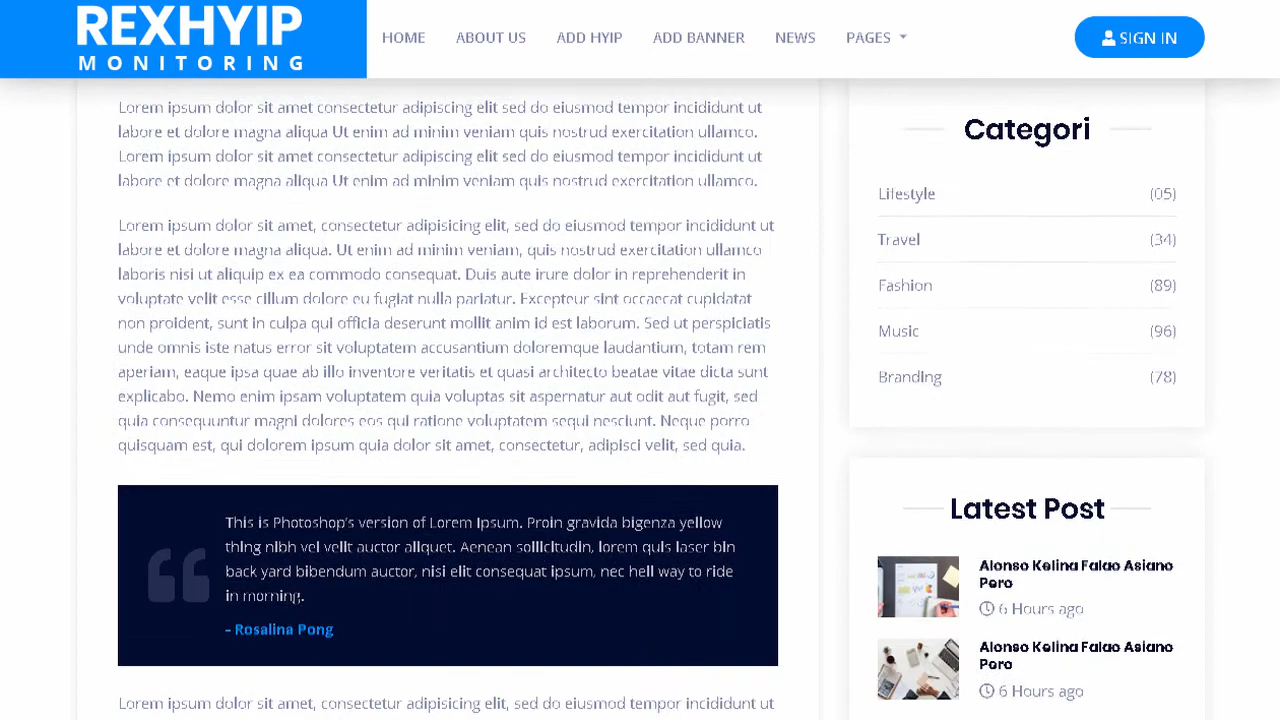 REXHYIP
MONITORING
HOME ABOUT US ADD HYIP ADD BANNER NEWS PAGES
SIGN IN
Lorem ipsum dolor sit amet consectetur adipiscing elit sed do eiusmod tempor incididunt ut
labore et dolore magna aliqua Ut enim ad minim veniam quis nostrud exercitation ullamco.
Lorem ipsum dolor sit amet consectetur adipiscing elit sed do eiusmod tempor incididunt ut
labore et dolore magna aliqua Ut enim ad minim veniam quis nostrud exercitation ullamco.
Lorem ipsum dolor sit amet, consectetur adipisicing elit, sed do eiusmod tempor incididunt ut
labore et dolore magna aliqua. Ut enim ad minim veniam, quis nostrud exercitation ullamco
laboris nisi ut aliquip ex ea commodo consequat. Duis aute irure dolor in reprehenderit in
voluptate velit esse cillum dolore eu fugiat nulla pariatur. Excepteur sint occaecat cupidatat
non proident, sunt in culpa qui officia deserunt mollit anim id est laborum. Sed ut perspiciatis
unde omnis iste natus error sit voluptatem accusantium doloremque laudantium, totam rem
aperiam, eaque ipsa quae ab illo inventore veritatis et quasi architecto beatae vitae dicta sunt
explicabo. Nemo enim ipsam voluptatem quia voluptas sit aspernatur aut odit aut fugit, sed
quia consequuntur magni dolores eos qui ratione voluptatem sequi nesciunt. Neque porro
quisquam est, qui dolorem ipsum quia dolor sit amet, consectetur, adipisci velit, sed quia.
This is Photoshop's version of Lorem Ipsum. Proin gravida bigenza yellow
thing nibh vel velit auctor aliquet. Aenean sollicitudin, lorem quis laser bin
back yard bibendum auctor, nisi elit consequat ipsum, nec hell way to ride
in morning.
- Rosalina Pong
Lorem ipsum dolor sit amet, consectetur adipisicing elit, sed do eiusmod tempor incididunt ut
Categori
Lifestyle (05)
Travel (34)
Fashion (89)
Music (96)
Branding (78)
Latest Post
Alonso Kelina Falao Asiano
Pero
6 Hours ago
Alonso Kelina Falao Asiano
Pero
6 Hours ago